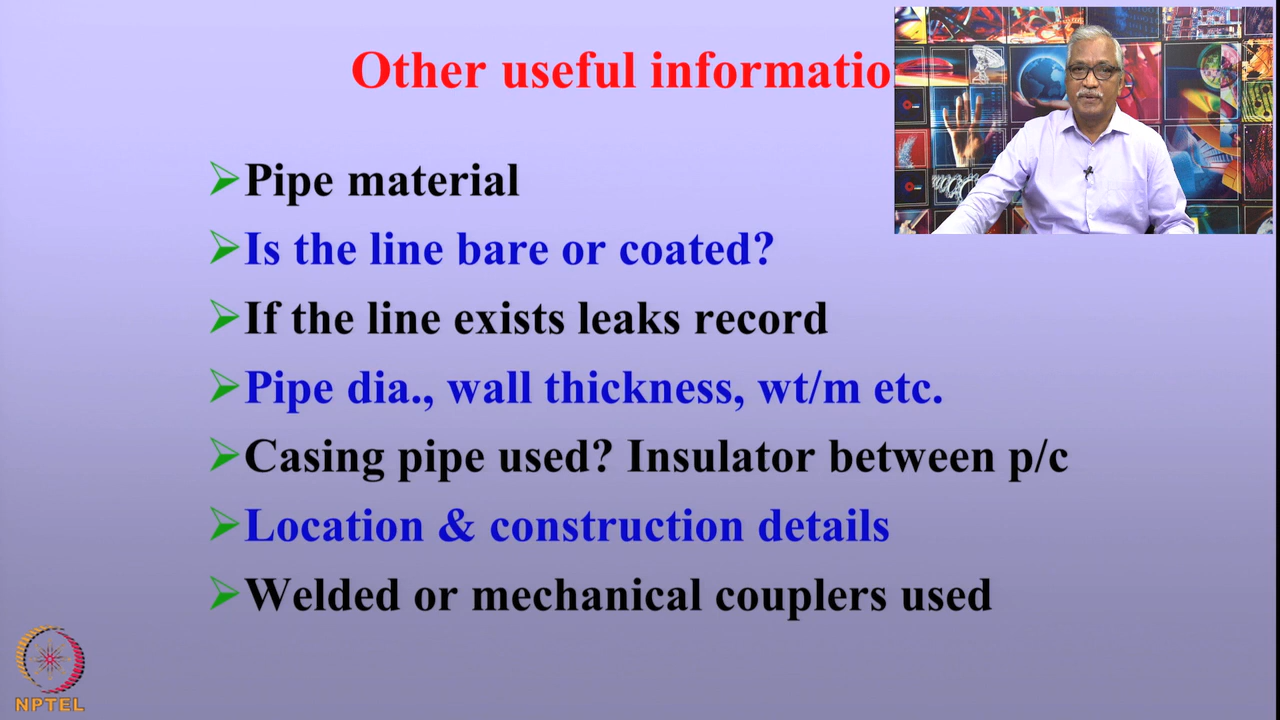 Other useful informatio
Pipe material
Is the line bare or coated?
If the line exists leaks record
Pipe dia., wall thickness, wt/m etc.
Casing pipe used? Insulator between p/c
Location & construction details
Welded or mechanical couplers used
NPTEL